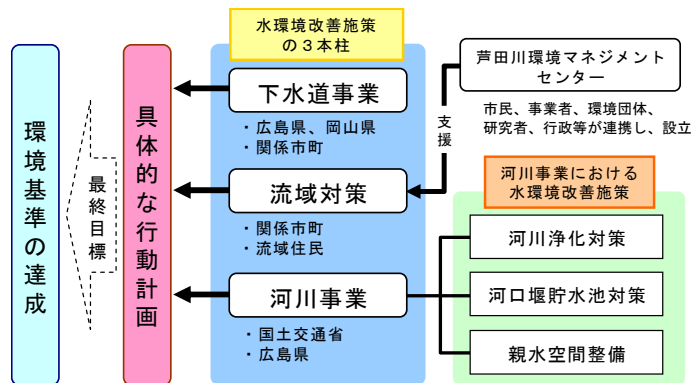 環境基準の達成
最終目標
具体的な行動計画
水環境改善施策
の3本柱
下水道事業
・広島県、岡山県
・関係市町
流域対策
・関係市町
・流域住民
河川事業
・国土交通省
・広島県
支援
芦田川環境マネジメント
センター
市民、事業者、環境団体、
研究者、行政等が連携し、設立
河川事業における
水環境改善施策
河川浄化対策
河口堰貯水池対策
親水空間整備